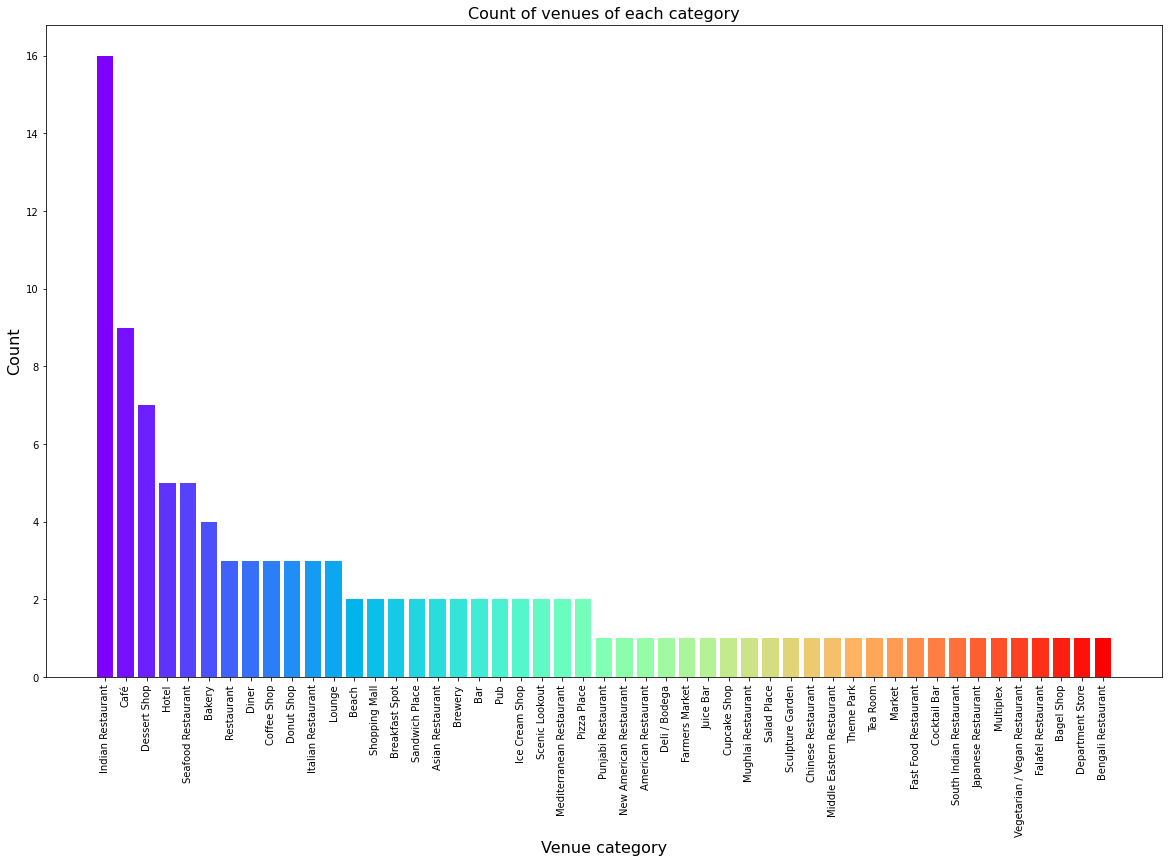 Count of venues of each category
Count
16
14
12
10
8
6
4
2
0
Indian Restaurant
Café
Dessert Shop
Hotel
Seafood Restaurant
Bakery
Restaurant
Diner
Coffee Shop
Donut Shop
Italian Restaurant
Lounge
Beach
Shopping Mall
Breakfast Spot
Sandwich Place
Asian Restaurant
Brewery
Bar
Pub
Ice Cream Shop
Scenic Lookout
Mediterranean Restaurant
Pizza Place
Punjabi Restaurant
New American Restaurant
American Restaurant
Deli / Bodega
Farmers Market
Juice Bar
Cupcake Shop
Mughlai Restaurant
Salad Place
Sculpture Garden
Chinese Restaurant
Middle Eastern Restaurant
Theme Park
Tea Room
Market
Fast Food Restaurant
Cocktail Bar
South Indian Restaurant
Japanese Restaurant
Multiplex
Vegetarian / Vegan Restaurant
Falafel Restaurant
Bagel Shop
Department Store
Bengali Restaurant
Venue category